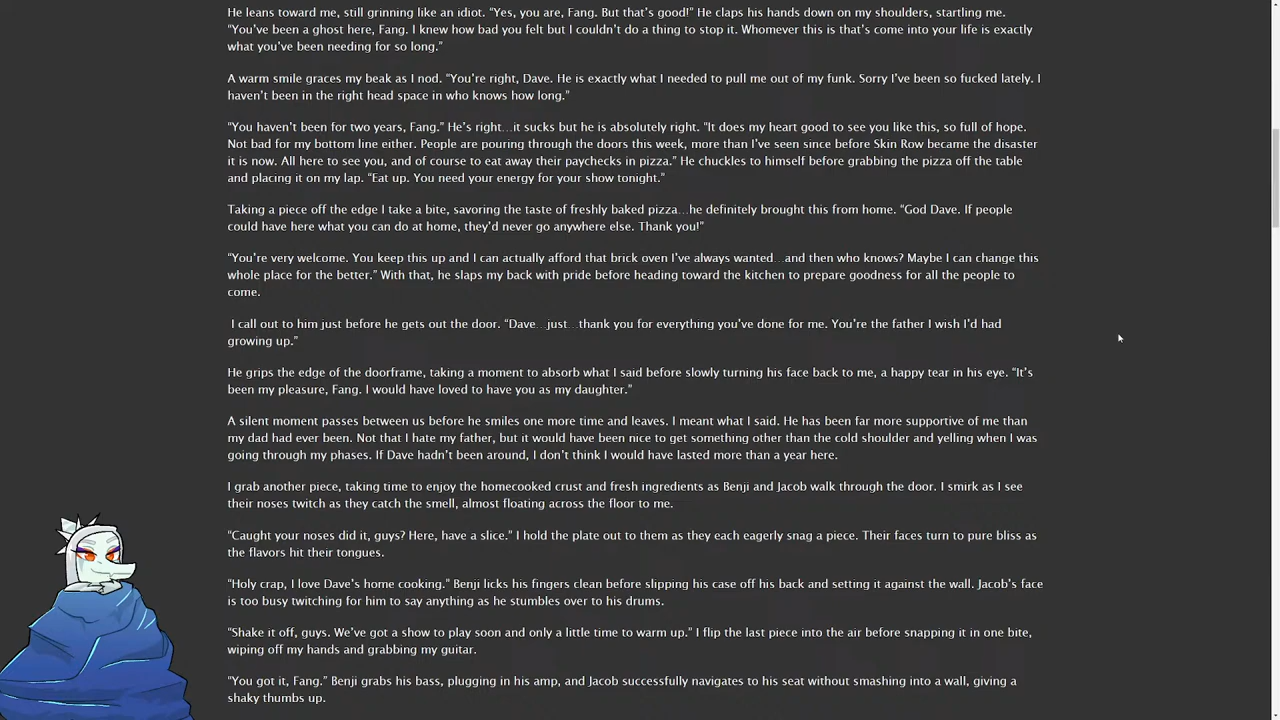 He leans toward me, still grinning like an idiot. “Yes, you are, Fang. But that’s good!” He claps his hands down on my shoulders, startling me.
“You’ve been a ghost here, Fang. I knew how bad you felt but I couldn’t do a thing to stop it. Whomever this is that’s come into your life is exactly
what you’ve been needing for so long.”
A warm smile graces my beak as I nod. “You’re right, Dave. He is exactly what I needed to pull me out of my funk. Sorry I’ve been so fucked lately. I
haven’t been in the right head space in who knows how long.”
“You haven’t been for two years, Fang.” He’s right…it sucks but he is absolutely right. “It does my heart good to see you like this, so full of hope.
Not bad for my bottom line either. People are pouring through the doors this week, more than I’ve seen since before Skin Row became the disaster
it is now. All here to see you, and of course to eat away their paychecks in pizza.” He chuckles to himself before grabbing the pizza off the table
and placing it on my lap. “Eat up. You need your energy for your show tonight.”
Taking a piece off the edge I take a bite, savoring the taste of freshly baked pizza…he definitely brought this from home. “God Dave. If people
could have here what you can do at home, they’d never go anywhere else. Thank you!”
“You’re very welcome. You keep this up and I can actually afford that brick oven I’ve always wanted…and then who knows? Maybe I can change this
whole place for the better.” With that, he slaps my back with pride before heading toward the kitchen to prepare goodness for all the people to
come.
I call out to him just before he gets out the door. “Dave…just…thank you for everything you’ve done for me. You’re the father I wish I’d had
growing up.”
He grips the edge of the doorframe, taking a moment to absorb what I said before slowly turning his face back to me, a happy tear in his eye. “It’s
been my pleasure, Fang. I would have loved to have you as my daughter.”
A silent moment passes between us before he smiles one more time and leaves. I meant what I said. He has been far more supportive of me than
my dad had ever been. Not that I hate my father, but it would have been nice to get something other than the cold shoulder and yelling when I was
going through my phases. If Dave hadn’t been around, I don’t think I would have lasted more than a year here.
I grab another piece, taking time to enjoy the homecooked crust and fresh ingredients as Benji and Jacob walk through the door. I smirk as I see
their noses twitch as they catch the smell, almost floating across the floor to me.
“Caught your noses did it, guys? Here, have a slice.” I hold the plate out to them as they each eagerly snag a piece. Their faces turn to pure bliss as
the flavors hit their tongues.
“Holy crap, I love Dave’s home cooking.” Benji licks his fingers clean before slipping his case off his back and setting it against the wall. Jacob’s face
is too busy twitching for him to say anything as he stumbles over to his drums.
“Shake it off, guys. We’ve got a show to play soon and only a little time to warm up.” I flip the last piece into the air before snapping it in one bite,
wiping off my hands and grabbing my guitar.
“You got it, Fang.” Benji grabs his bass, plugging in his amp, and Jacob successfully navigates to his seat without smashing into a wall, giving a
shaky thumbs up.